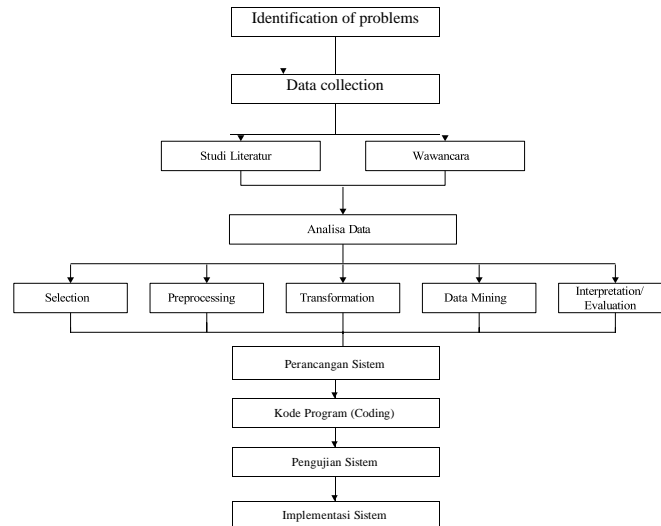 Identification of problems
Data collection
Studi Literatur
Wawancara
Analisa Data
Selection
Preprocessing
Transformation
Data Mining
Interpretation/
Evaluation
Perancangan Sistem
Kode Program (Coding)
Pengujian Sistem
Implementasi Sistem